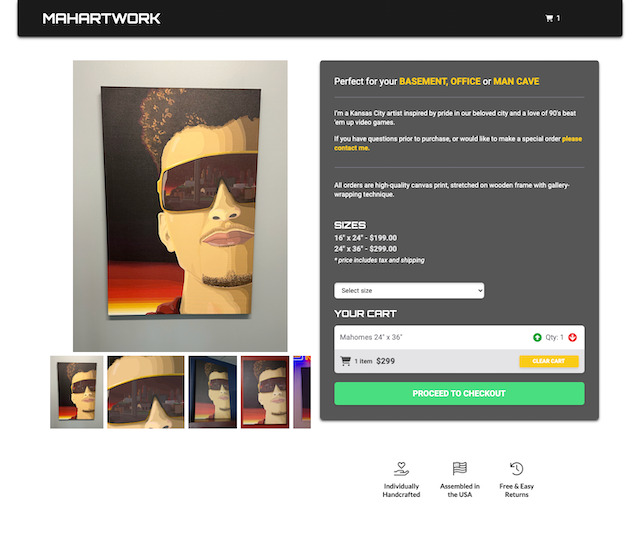 MAHARTWORK
1
Perfect for your BASEMENT, OFFICE or MAN CAVE
I'm a Kansas City artist inspired by pride in our beloved city and a love of 90's beat
'em up video games.
If you have questions prior to purchase, or would like to make a special order please
contact me.
All orders are high-quality canvas print, stretched on wooden frame with gallery-
wrapping technique.
SIZES
16" x 24" - $199.00
24" x 36" - $299.00
* price includes tax and shipping
Select size
YOUR CART
Mahomes 24" x 36"
Qty: 1
1 item $299
CLEAR CART
PROCEED TO CHECKOUT
Individually
Handcrafted
Assembled in
the USA
Free & Easy
Returns